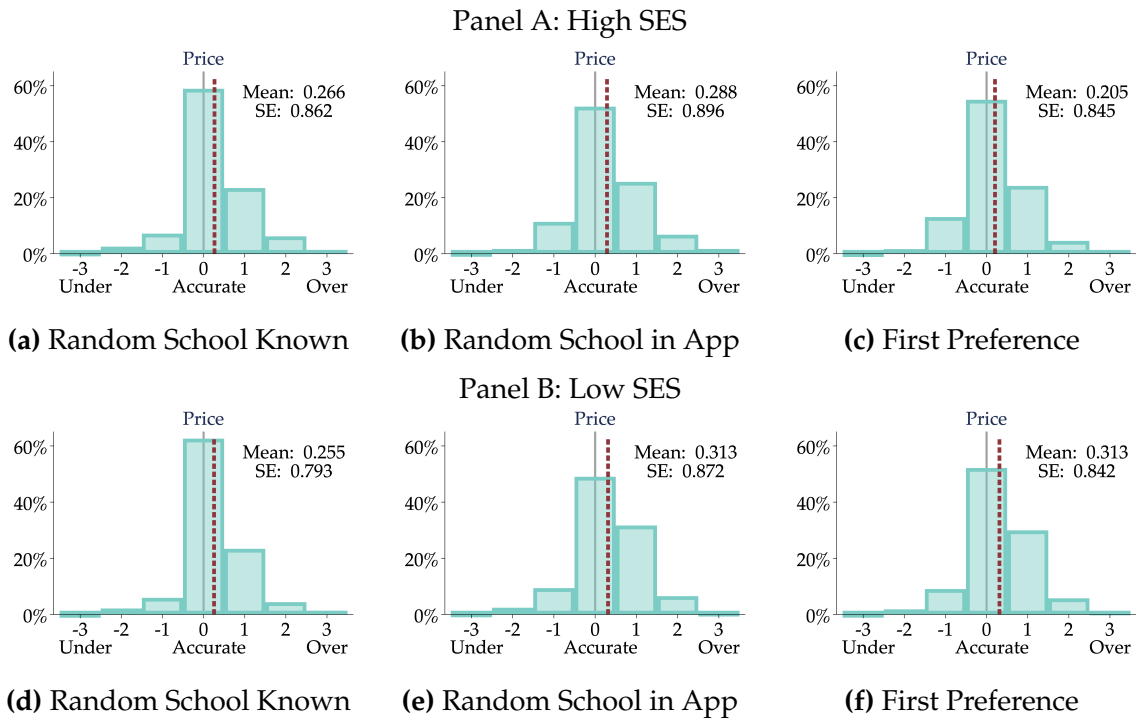 Panel A: High SES
Price
60%
40%
20%
0%
Mean: 0.266
SE: 0.862
-3 -2 -1 0 1 2 3
Under Accurate Over
(a) Random School Known
Price
60%
40%
20%
0%
Mean: 0.288
SE: 0.896
-3 -2 -1 0 1 2 3
Under Accurate Over
(b) Random School in App
Price
60%
40%
20%
0%
Mean: 0.205
SE: 0.845
-3 -2 -1 0 1 2 3
Under Accurate Over
(c) First Preference
Panel B: Low SES
Price
60%
40%
20%
0%
Mean: 0.255
SE: 0.793
-3 -2 -1 0 1 2 3
Under Accurate Over
(d) Random School Known
Price
60%
40%
20%
0%
Mean: 0.313
SE: 0.872
-3 -2 -1 0 1 2 3
Under Accurate Over
(e) Random School in App
Price
60%
40%
20%
0%
Mean: 0.313
SE: 0.842
-3 -2 -1 0 1 2 3
Under Accurate Over
(f) First Preference